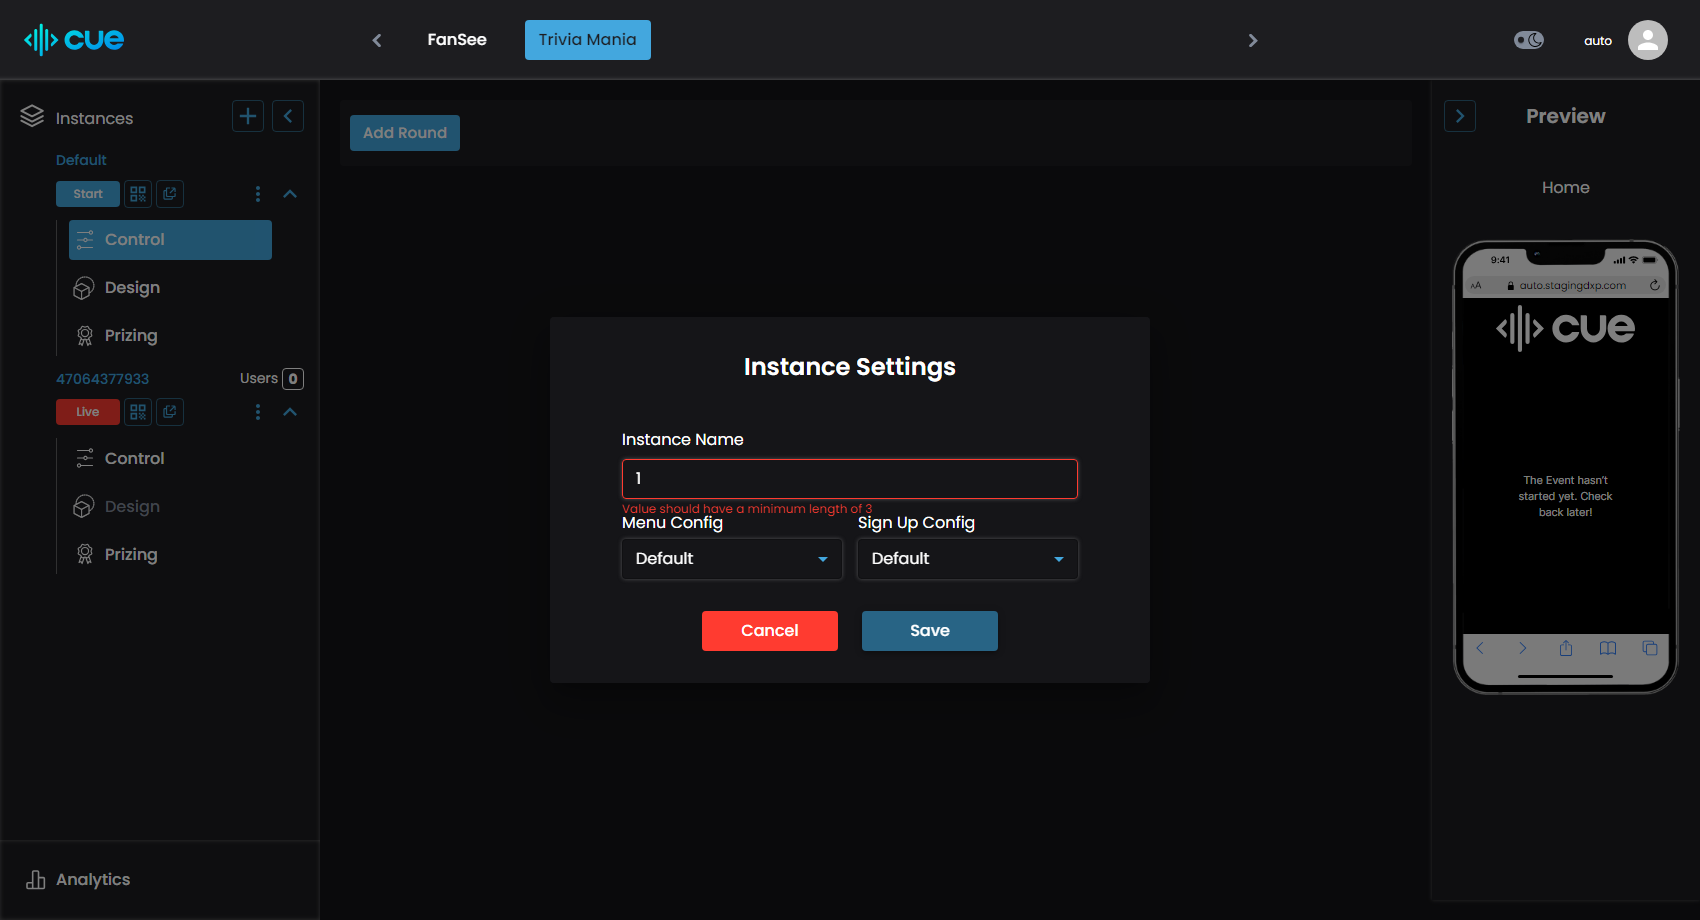 cue
FanSee
Trivia Mania
auto
Instances
Default
Start
Control
Design
Prizing
47064377933
Users 0
Live
Control
Design
Prizing
Analytics
Add Round
Instance Settings
Instance Name
1
Value should have a minimum length of 3
Menu Config
Sign Up Config
Default
Default
Cancel
Save
Preview
Home
9:41
AA
auto.stagingdxp.com
cue
The Event hasn't
started yet. Check
back later!